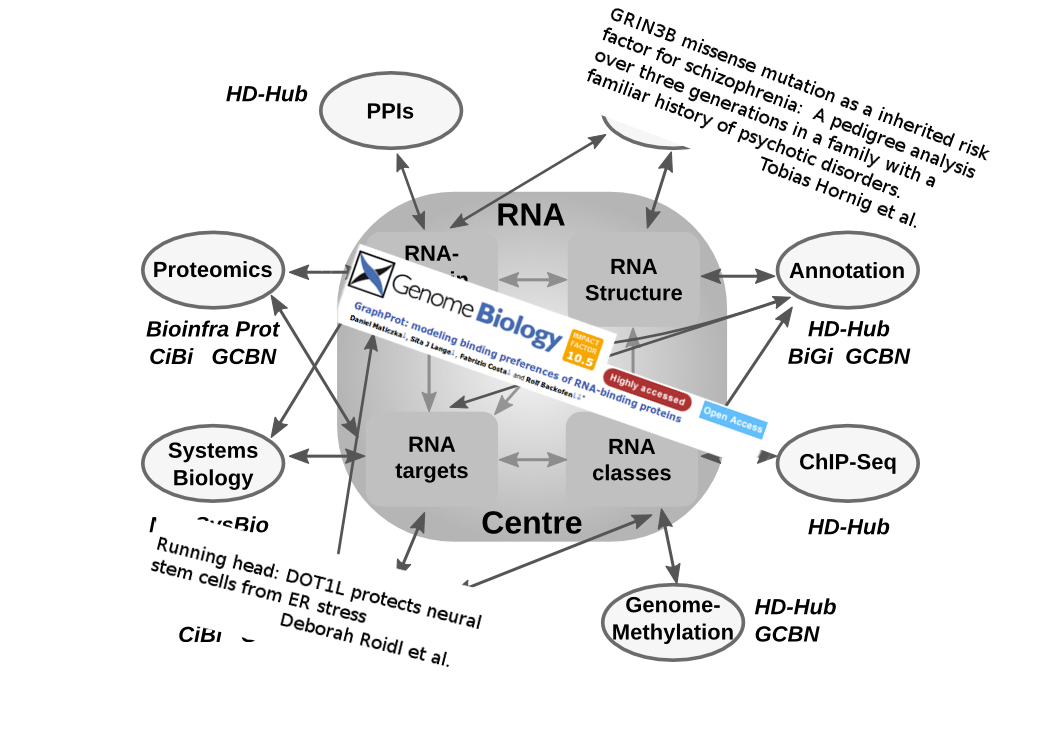 GRIN3B missense mutation as a inherited risk
factor for schizophrenia: A pedigree analysis
over three generations in a family with a
familiar history of psychotic disorders.
Tobias Hornig et al.
HD-Hub
PPIs
RNA
Proteomics
Bioinfra Prot
CiBi GCBN
RNA-
RNA
Structure
Annotation
HD-Hub
BiGi GCBN
Genome Biology
GraphProt: modeling binding preferences of RNA-binding proteins
Daniel Maticzka, Sita J Lange, Fabrizio Costa and Rolf Backofen
IMPACT
FACTOR
10.5
Highly accessed
Open Access
Systems
Biology
RNA
targets
RNA
classes
ChIP-Seq
HD-Hub
Centre
Running head: DOT1L protects neural
stem cells from ER stress
Deborah Roidl et al.
CiBi
Genome-
Methylation
HD-Hub
GCBN